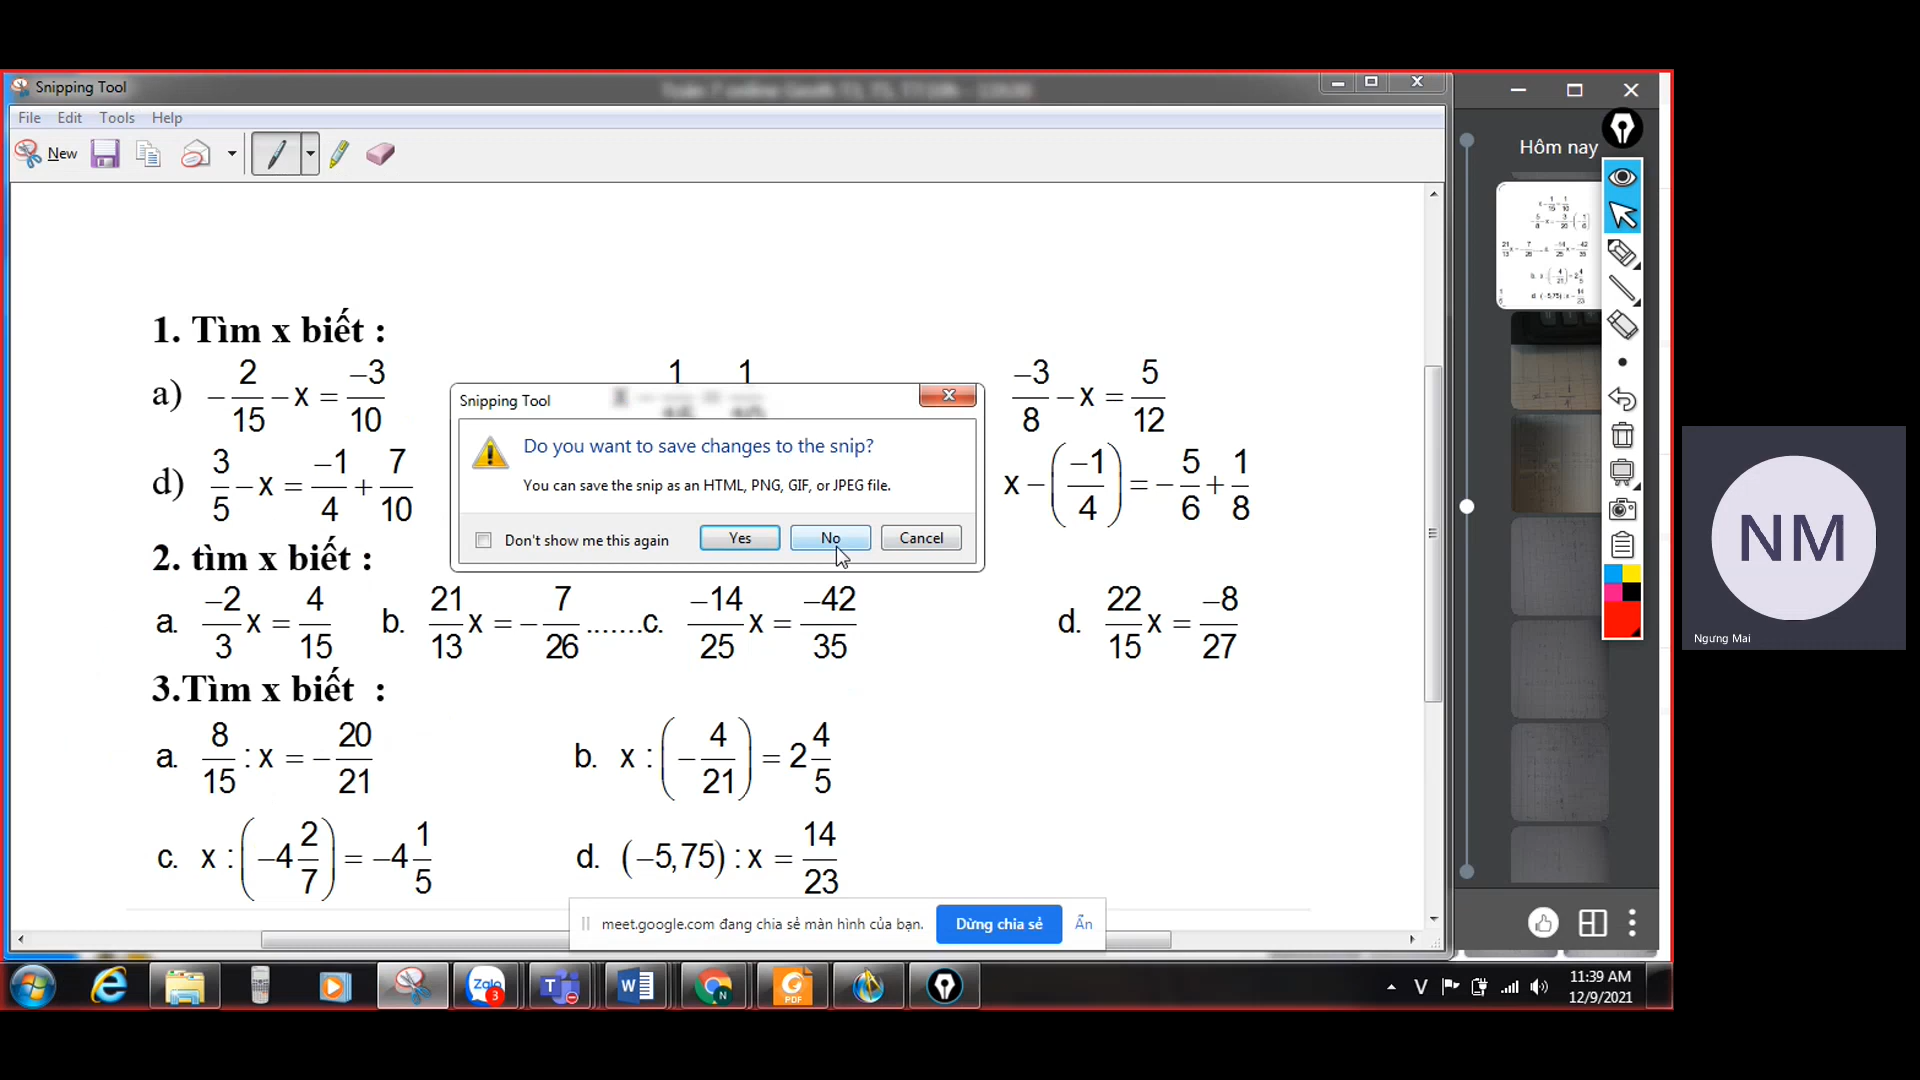 Snipping Tool
File Edit Tools Help
New
Hôm nay
1. Tìm x biết :
a) -2/15 - x = -3/10
x - 1/15 = 1/10
-3/8 - x = 5/12
d) 3/5 - x = -1/4 + 7/10
x - (-1/4) = -5/6 + 1/8
Snipping Tool
Do you want to save changes to the snip?
You can save the snip as an HTML, PNG, GIF, or JPEG file.
Don't show me this again Yes No Cancel
2. tìm x biết :
a. -2/3 x = 4/15 b. 21/13 x = -7/26 .......c. -14/25 x = -42/35 d. 22/15 x = -8/27
3.Tìm x biết :
a. 8/15 : x = -20/21 b. x : (-4/21) = 2 4/5
c. x : (-4 2/7) = -4 1/5 d. (-5,75) : x = 14/23
meet.google.com đang chia sẻ màn hình của bạn. Dừng chia sẻ Ẩn
NM
Ngưng Mai
Zalo 3
PDF
V
11:39 AM
12/9/2021